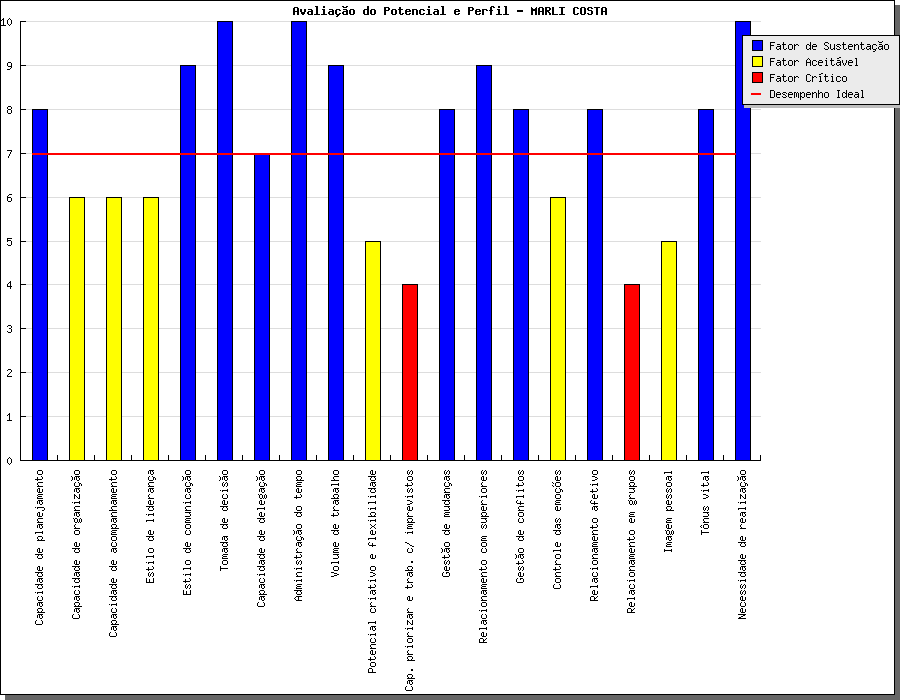 Avaliação do Potencial e Perfil - MARLI COSTA
Fator de Sustentação
Fator Aceitável
Fator Crítico
Desempenho Ideal
10
9
8
7
6
5
4
3
2
1
0
Capacidade de planejamento
Capacidade de organização
Capacidade de acompanhamento
Estilo de liderança
Estilo de comunicação
Tomada de decisão
Capacidade de delegação
Administração do tempo
Volume de trabalho
Potencial criativo e flexibilidade
Cap. priorizar e trab. c/ imprevistos
Gestão de mudanças
Relacionamento com superiores
Gestão de conflitos
Controle das emoções
Relacionamento afetivo
Relacionamento em grupos
Imagem pessoal
Tônus vital
Necessidade de realização